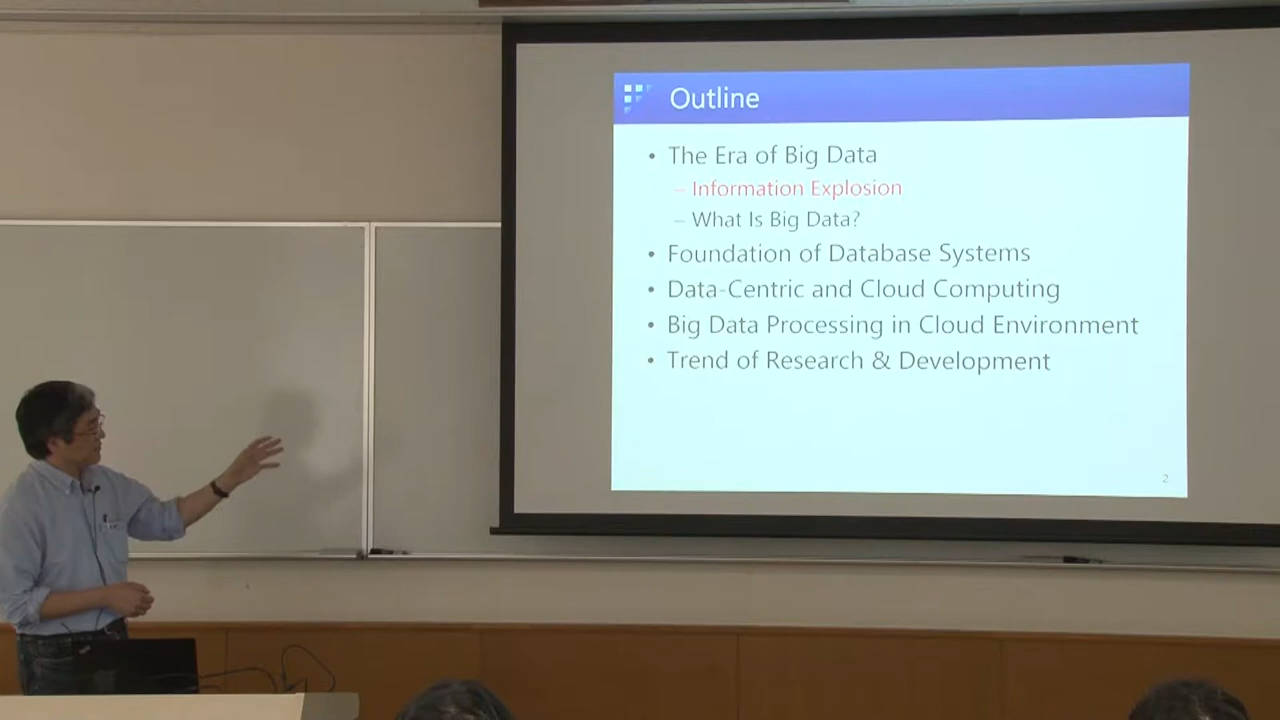 Outline
• The Era of Big Data
– Information Explosion
– What Is Big Data?
• Foundation of Database Systems
• Data-Centric and Cloud Computing
• Big Data Processing in Cloud Environment
• Trend of Research & Development
2